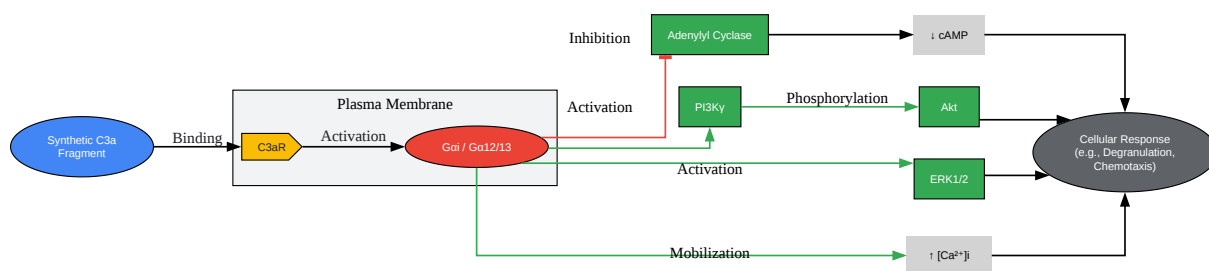 Synthetic C3a
Fragment
Binding
Plasma Membrane
C3aR
Activation
Gαi / Gα12/13
Inhibition
Adenylyl Cyclase
↓ cAMP
Activation
PI3Kγ
Phosphorylation
Akt
Activation
ERK1/2
Mobilization
↑ [Ca²⁺]i
Cellular Response
(e.g., Degranulation,
Chemotaxis)